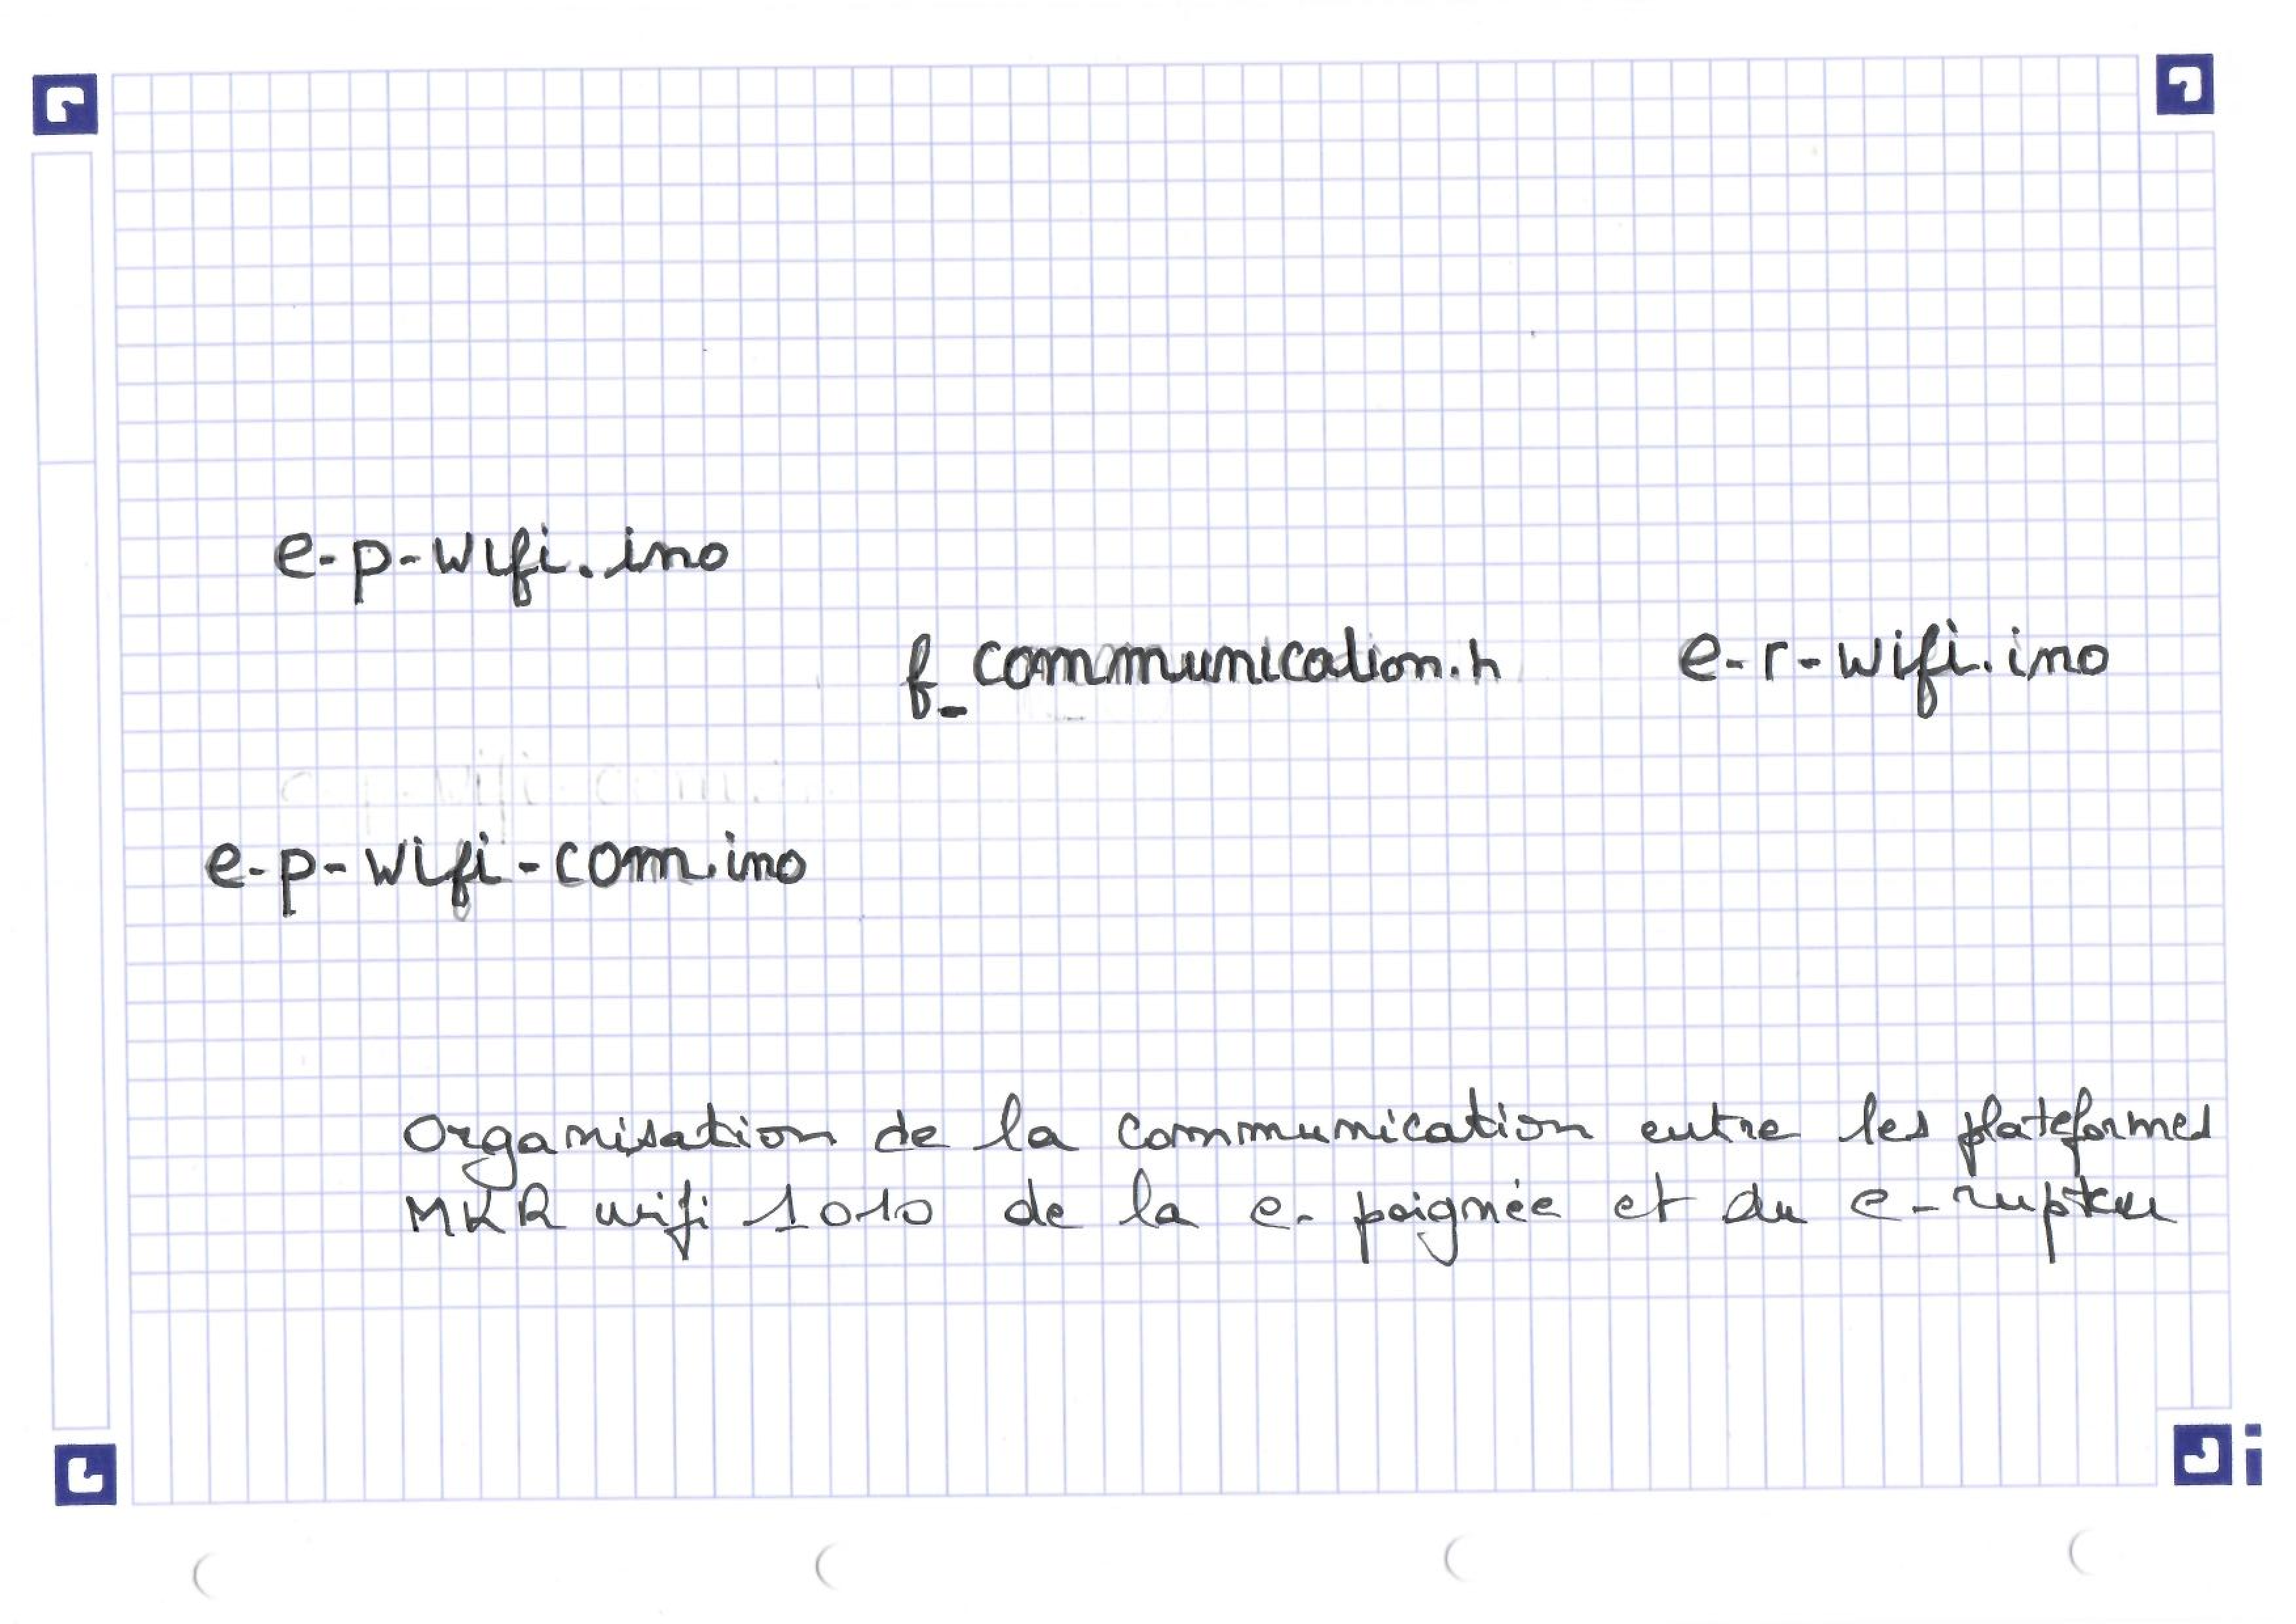 e-p-wifi.ino
f_communication.h e-r-wifi.ino
e-p-wifi-com.ino
Organisation de la communication entre les plateformes
MKR wifi 1010 de la e-poignée et du e-rupteur